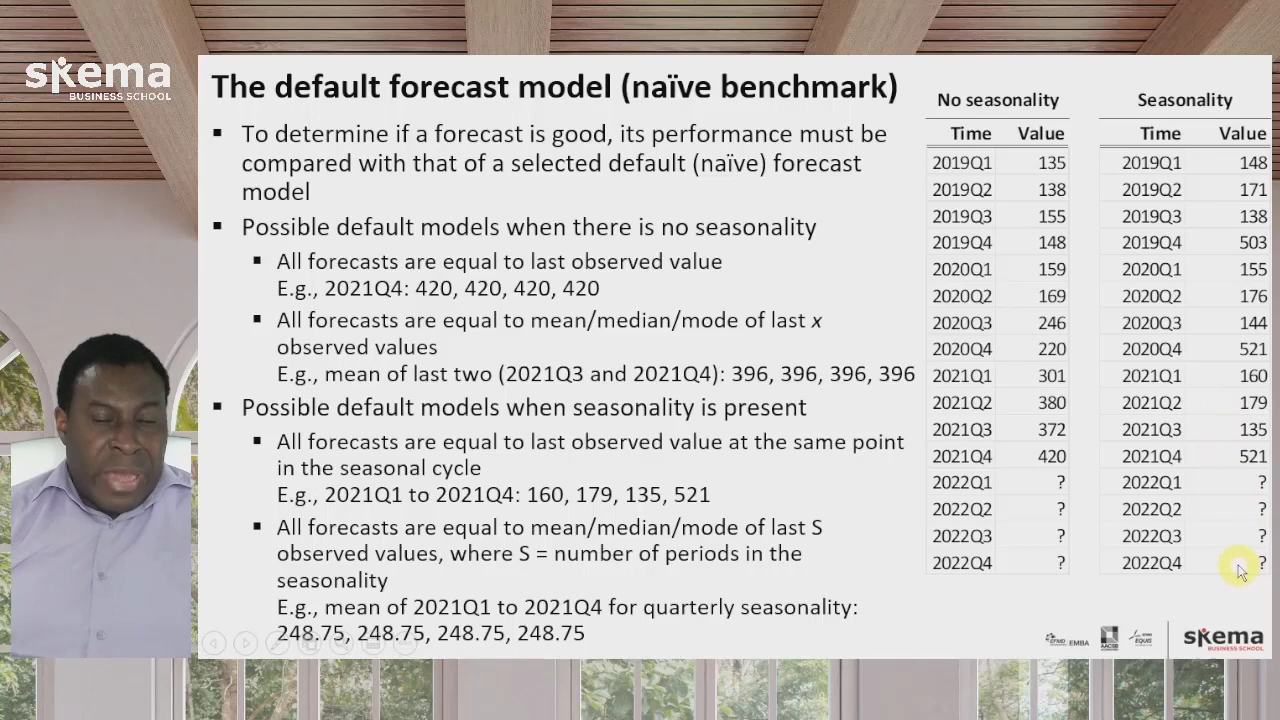 skema
BUSINESS SCHOOL
The default forecast model (naïve benchmark)
▪ To determine if a forecast is good, its performance must be
compared with that of a selected default (naïve) forecast
model
▪ Possible default models when there is no seasonality
▪ All forecasts are equal to last observed value
E.g., 2021Q4: 420, 420, 420, 420
▪ All forecasts are equal to mean/median/mode of last x
observed values
E.g., mean of last two (2021Q3 and 2021Q4): 396, 396, 396, 396
▪ Possible default models when seasonality is present
▪ All forecasts are equal to last observed value at the same point
in the seasonal cycle
E.g., 2021Q1 to 2021Q4: 160, 179, 135, 521
▪ All forecasts are equal to mean/median/mode of last S
observed values, where S = number of periods in the
seasonality
E.g., mean of 2021Q1 to 2021Q4 for quarterly seasonality:
248.75, 248.75, 248.75, 248.75
No seasonality
Time Value
2019Q1 135
2019Q2 138
2019Q3 155
2019Q4 148
2020Q1 159
2020Q2 169
2020Q3 246
2020Q4 220
2021Q1 301
2021Q2 380
2021Q3 372
2021Q4 420
2022Q1 ?
2022Q2 ?
2022Q3 ?
2022Q4 ?
Seasonality
Time Value
2019Q1 148
2019Q2 171
2019Q3 138
2019Q4 503
2020Q1 155
2020Q2 176
2020Q3 144
2020Q4 521
2021Q1 160
2021Q2 179
2021Q3 135
2021Q4 521
2022Q1 ?
2022Q2 ?
2022Q3 ?
2022Q4 ?
EFMD EMBA
AACSB
EQUIS
skema
BUSINESS SCHOOL